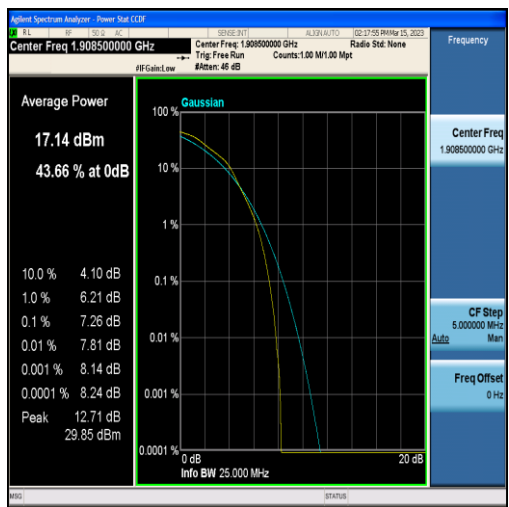 Agilent Spectrum Analyzer - Power Stat CCDF
RL RF 50 Ω AC SENSE:INT ALIGN AUTO 02:17:55 PM Mar 15, 2023
Center Freq 1.908500000 GHz
Center Freq: 1.908500000 GHz Radio Std: None
Trig: Free Run Counts:1.00 M/1.00 Mpt
#IFGain:Low #Atten: 46 dB
Frequency
Center Freq
1.908500000 GHz
CF Step
5.000000 MHz
Auto Man
Freq Offset
0 Hz
Average Power
17.14 dBm
43.66 % at 0dB
10.0 % 4.10 dB
1.0 % 6.21 dB
0.1 % 7.26 dB
0.01 % 7.81 dB
0.001 % 8.14 dB
0.0001 % 8.24 dB
Peak 12.71 dB
29.85 dBm
Gaussian
100 %
10 %
1 %
0.1 %
0.01 %
0.001 %
0.0001 %
0 dB 20 dB
Info BW 25.000 MHz
MSG STATUS